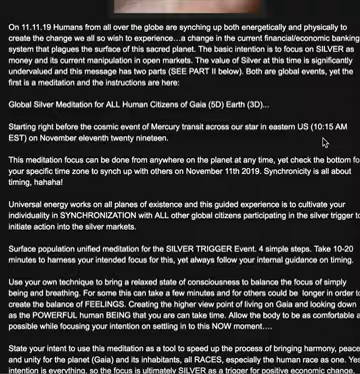 On 11.11.19 Humans from all over the globe are synching up both energetically and physically to
create the change we all so wish to experience...a change in the current financial/economic banking
system that plagues the surface of this sacred planet. The basic intention is to focus on SILVER as
money and its current manipulation in open markets. The value of Silver at this time is significantly
undervalued and this message has two parts (SEE PART II below). Both are global events, yet the
first is a meditation and the instructions are here:
Global Silver Meditation for ALL Human Citizens of Gaia (5D) Earth (3D)...
Starting right before the cosmic event of Mercury transit across our star in eastern US (10:15 AM
EST) on November eleventh twenty nineteen.
This meditation focus can be done from anywhere on the planet at any time, yet check the bottom fo
your specific time zone to synch up with others on November 11th 2019. Synchronicity is all about
timing, hahaha!
Universal energy works on all planes of existence and this guided experience is to cultivate your
individuality in SYNCHRONIZATION with ALL other global citizens participating in the silver trigger to
initiate action into the silver markets.
Surface population unified meditation for the SILVER TRIGGER Event. 4 simple steps. Take 10-20
minutes to harness your intended focus for this, yet always follow your internal guidance on timing.
Use your own technique to bring a relaxed state of consciousness to balance the focus of simply
being and breathing. For some this can take a few minutes and for others could be longer in order to
create the balance of FEELINGS. Creating the higher view point of living on Gaia and looking down
as the POWERFUL human BEING that you are can take time. Allow the body to be as comfortable a
possible while focusing your intention on settling in to this NOW moment....
State your intent to use this meditation as a tool to speed up the process of bringing harmony, peace
and unity for the planet (Gaia) and its inhabitants, all RACES, especially the human race as one. Ye
intention is everything, so the focus is ultimately SILVER as a trigger for positive economic change.